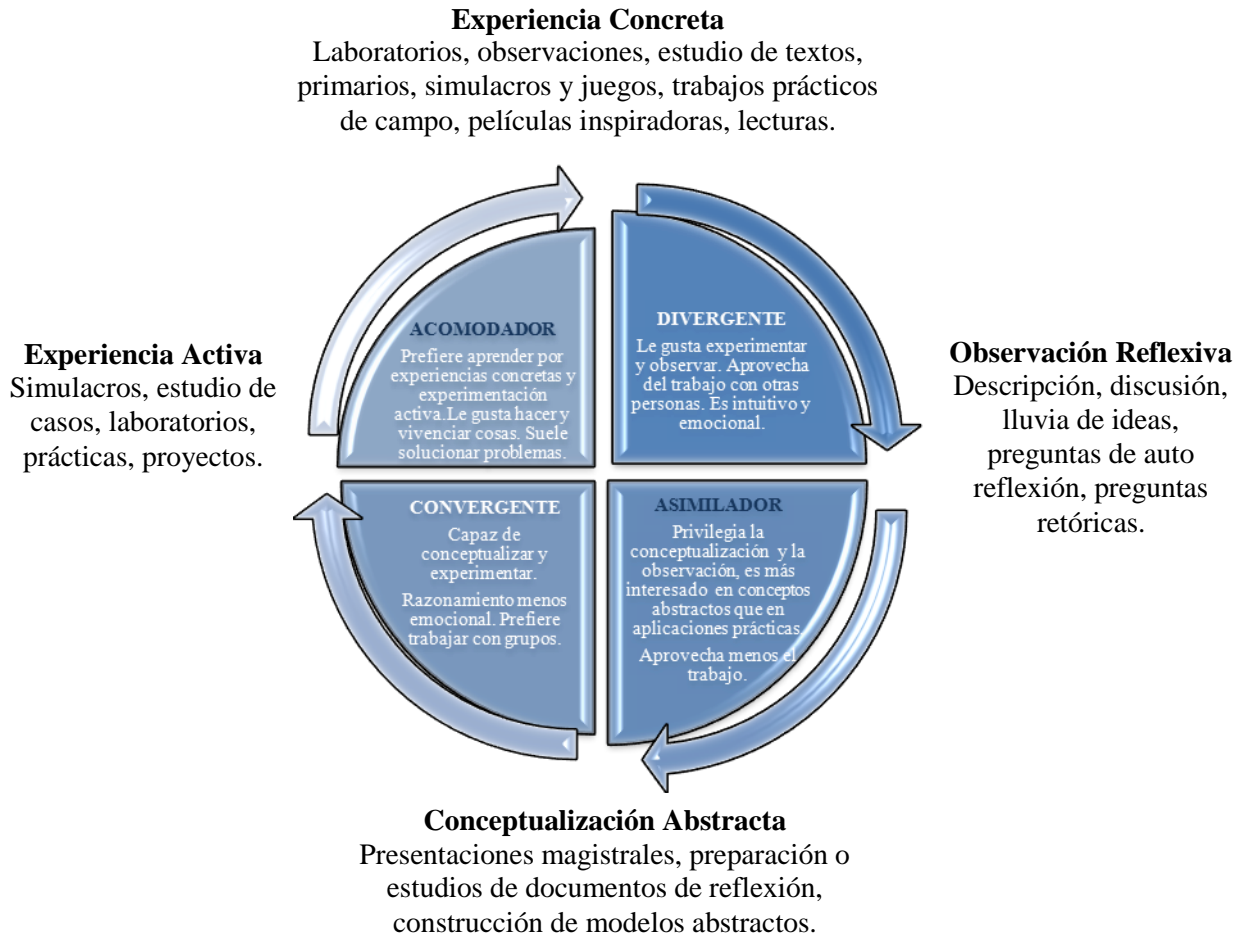 Experiencia Concreta
Laboratorios, observaciones, estudio de textos,
primarios, simulacros y juegos, trabajos prácticos
de campo, películas inspiradoras, lecturas.
ACOMODADOR
Prefiere aprender por
experiencias concretas y
experimentación
activa.Le gusta hacer y
vivenciar cosas. Suele
solucionar problemas.
DIVERGENTE
Le gusta experimentar
y observar. Aprovecha
del trabajo con otras
personas. Es intuitivo y
emocional.
Experiencia Activa
Simulacros, estudio de
casos, laboratorios,
prácticas, proyectos.
Observación Reflexiva
Descripción, discusión,
lluvia de ideas,
preguntas de auto
reflexión, preguntas
retóricas.
CONVERGENTE
Capaz de
conceptualizar y
experimentar.
Razonamiento menos
emocional. Prefiere
trabajar con grupos.
ASIMILADOR
Privilegia la
conceptualización y la
observación, es más
interesado en conceptos
abstractos que en
aplicaciones prácticas.
Aprovecha menos el
trabajo.
Conceptualización Abstracta
Presentaciones magistrales, preparación o
estudios de documentos de reflexión,
construcción de modelos abstractos.